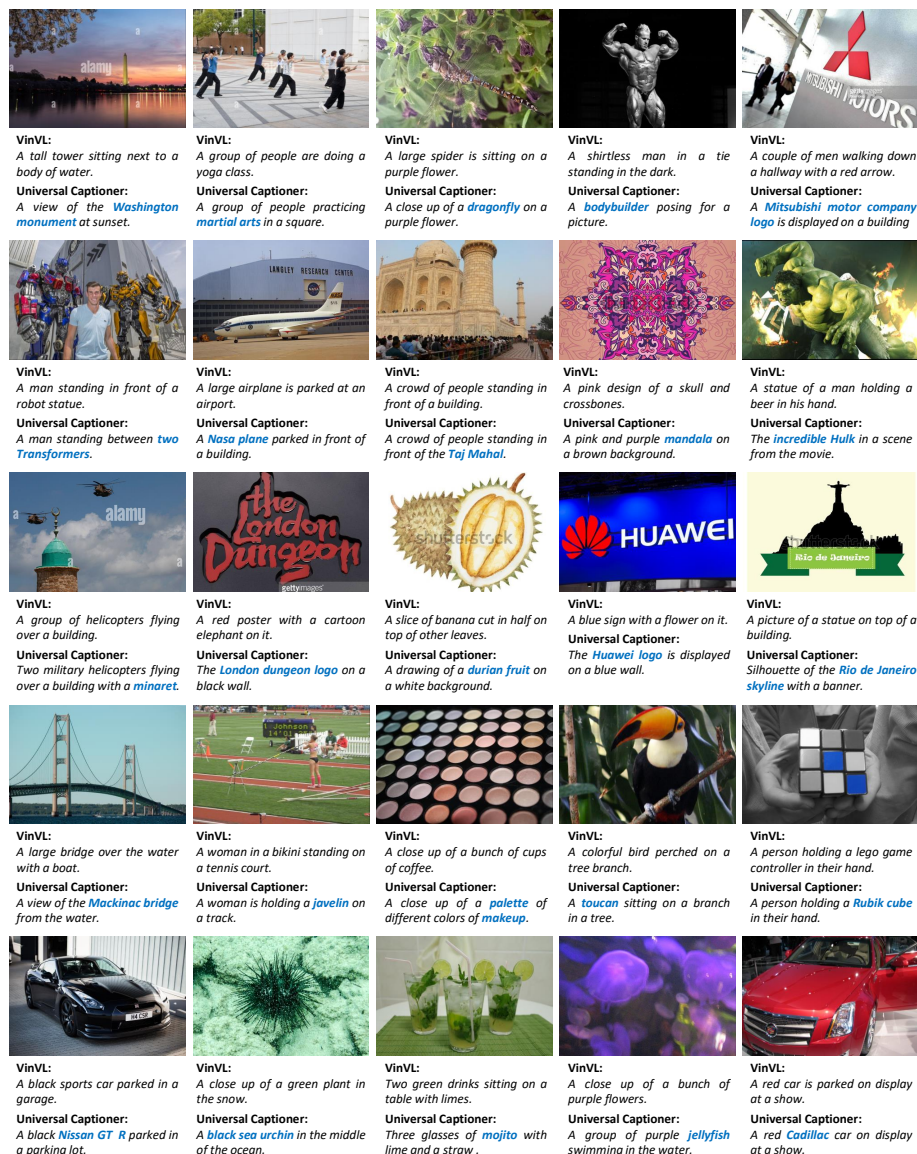 alamy
a
a
a
a
alamy
a
MITSUBISHI MOTORS
VinVL:
A tall tower sitting next to a
body of water.
Universal Captioner:
A view of the Washington
monument at sunset.
VinVL:
A group of people are doing a
yoga class.
Universal Captioner:
A group of people practicing
martial arts in a square.
VinVL:
A large spider is sitting on a
purple flower.
Universal Captioner:
A close up of a dragonfly on a
purple flower.
VinVL:
A shirtless man in a tie
standing in the dark.
Universal Captioner:
A bodybuilder posing for a
picture.
VinVL:
A couple of men walking down
a hallway with a red arrow.
Universal Captioner:
A Mitsubishi motor company
logo is displayed on a building
LANGLEY RESEARCH CENTER
NASA
VinVL:
A man standing in front of a
robot statue.
Universal Captioner:
A man standing between two
Transformers.
VinVL:
A large airplane is parked at an
airport.
Universal Captioner:
A Nasa plane parked in front of
a building.
VinVL:
A crowd of people standing in
front of a building.
Universal Captioner:
A crowd of people standing in
front of the Taj Mahal.
VinVL:
A pink design of a skull and
crossbones.
Universal Captioner:
A pink and purple mandala on
a brown background.
VinVL:
A statue of a man holding a
beer in his hand.
Universal Captioner:
The incredible Hulk in a scene
from the movie.
a
alamy
a
the
London
Dungeon
gettyimages
shutterstock
HUAWEI
shutterstock
Rio de Janeiro
VinVL:
A group of helicopters flying
over a building.
Universal Captioner:
Two military helicopters flying
over a building with a minaret.
VinVL:
A red poster with a cartoon
elephant on it.
Universal Captioner:
The London dungeon logo on a
black wall.
VinVL:
A slice of banana cut in half on
top of other leaves.
Universal Captioner:
A drawing of a durian fruit on
a white background.
VinVL:
A blue sign with a flower on it.
Universal Captioner:
The Huawei logo is displayed
on a blue wall.
VinVL:
A picture of a statue on top of a
building.
Universal Captioner:
Silhouette of the Rio de Janeiro
skyline with a banner.
Johnson
14'01
VinVL:
A large bridge over the water
with a boat.
Universal Captioner:
A view of the Mackinac bridge
from the water.
VinVL:
A woman in a bikini standing on
a tennis court.
Universal Captioner:
A woman is holding a javelin on
a track.
VinVL:
A close up of a bunch of cups
of coffee.
Universal Captioner:
A close up of a palette of
different colors of makeup.
VinVL:
A colorful bird perched on a
tree branch.
Universal Captioner:
A toucan sitting on a branch
in a tree.
VinVL:
A person holding a lego game
controller in their hand.
Universal Captioner:
A person holding a Rubik cube
in their hand.
H4 CSR
VinVL:
A black sports car parked in a
garage.
Universal Captioner:
A black Nissan GT R parked in
a parking lot.
VinVL:
A close up of a green plant in
the snow.
Universal Captioner:
A black sea urchin in the middle
of the ocean.
VinVL:
Two green drinks sitting on a
table with limes.
Universal Captioner:
Three glasses of mojito with
lime and a straw .
VinVL:
A close up of a bunch of
purple flowers.
Universal Captioner:
A group of purple jellyfish
swimming in the water.
VinVL:
A red car is parked on display
at a show.
Universal Captioner:
A red Cadillac car on display
at a show.